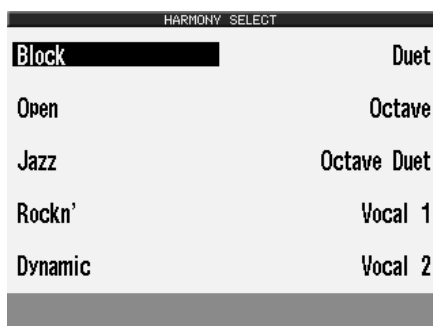 HARMONY SELECT
Block Duet
Open Octave
Jazz Octave Duet
Rockn' Vocal 1
Dynamic Vocal 2